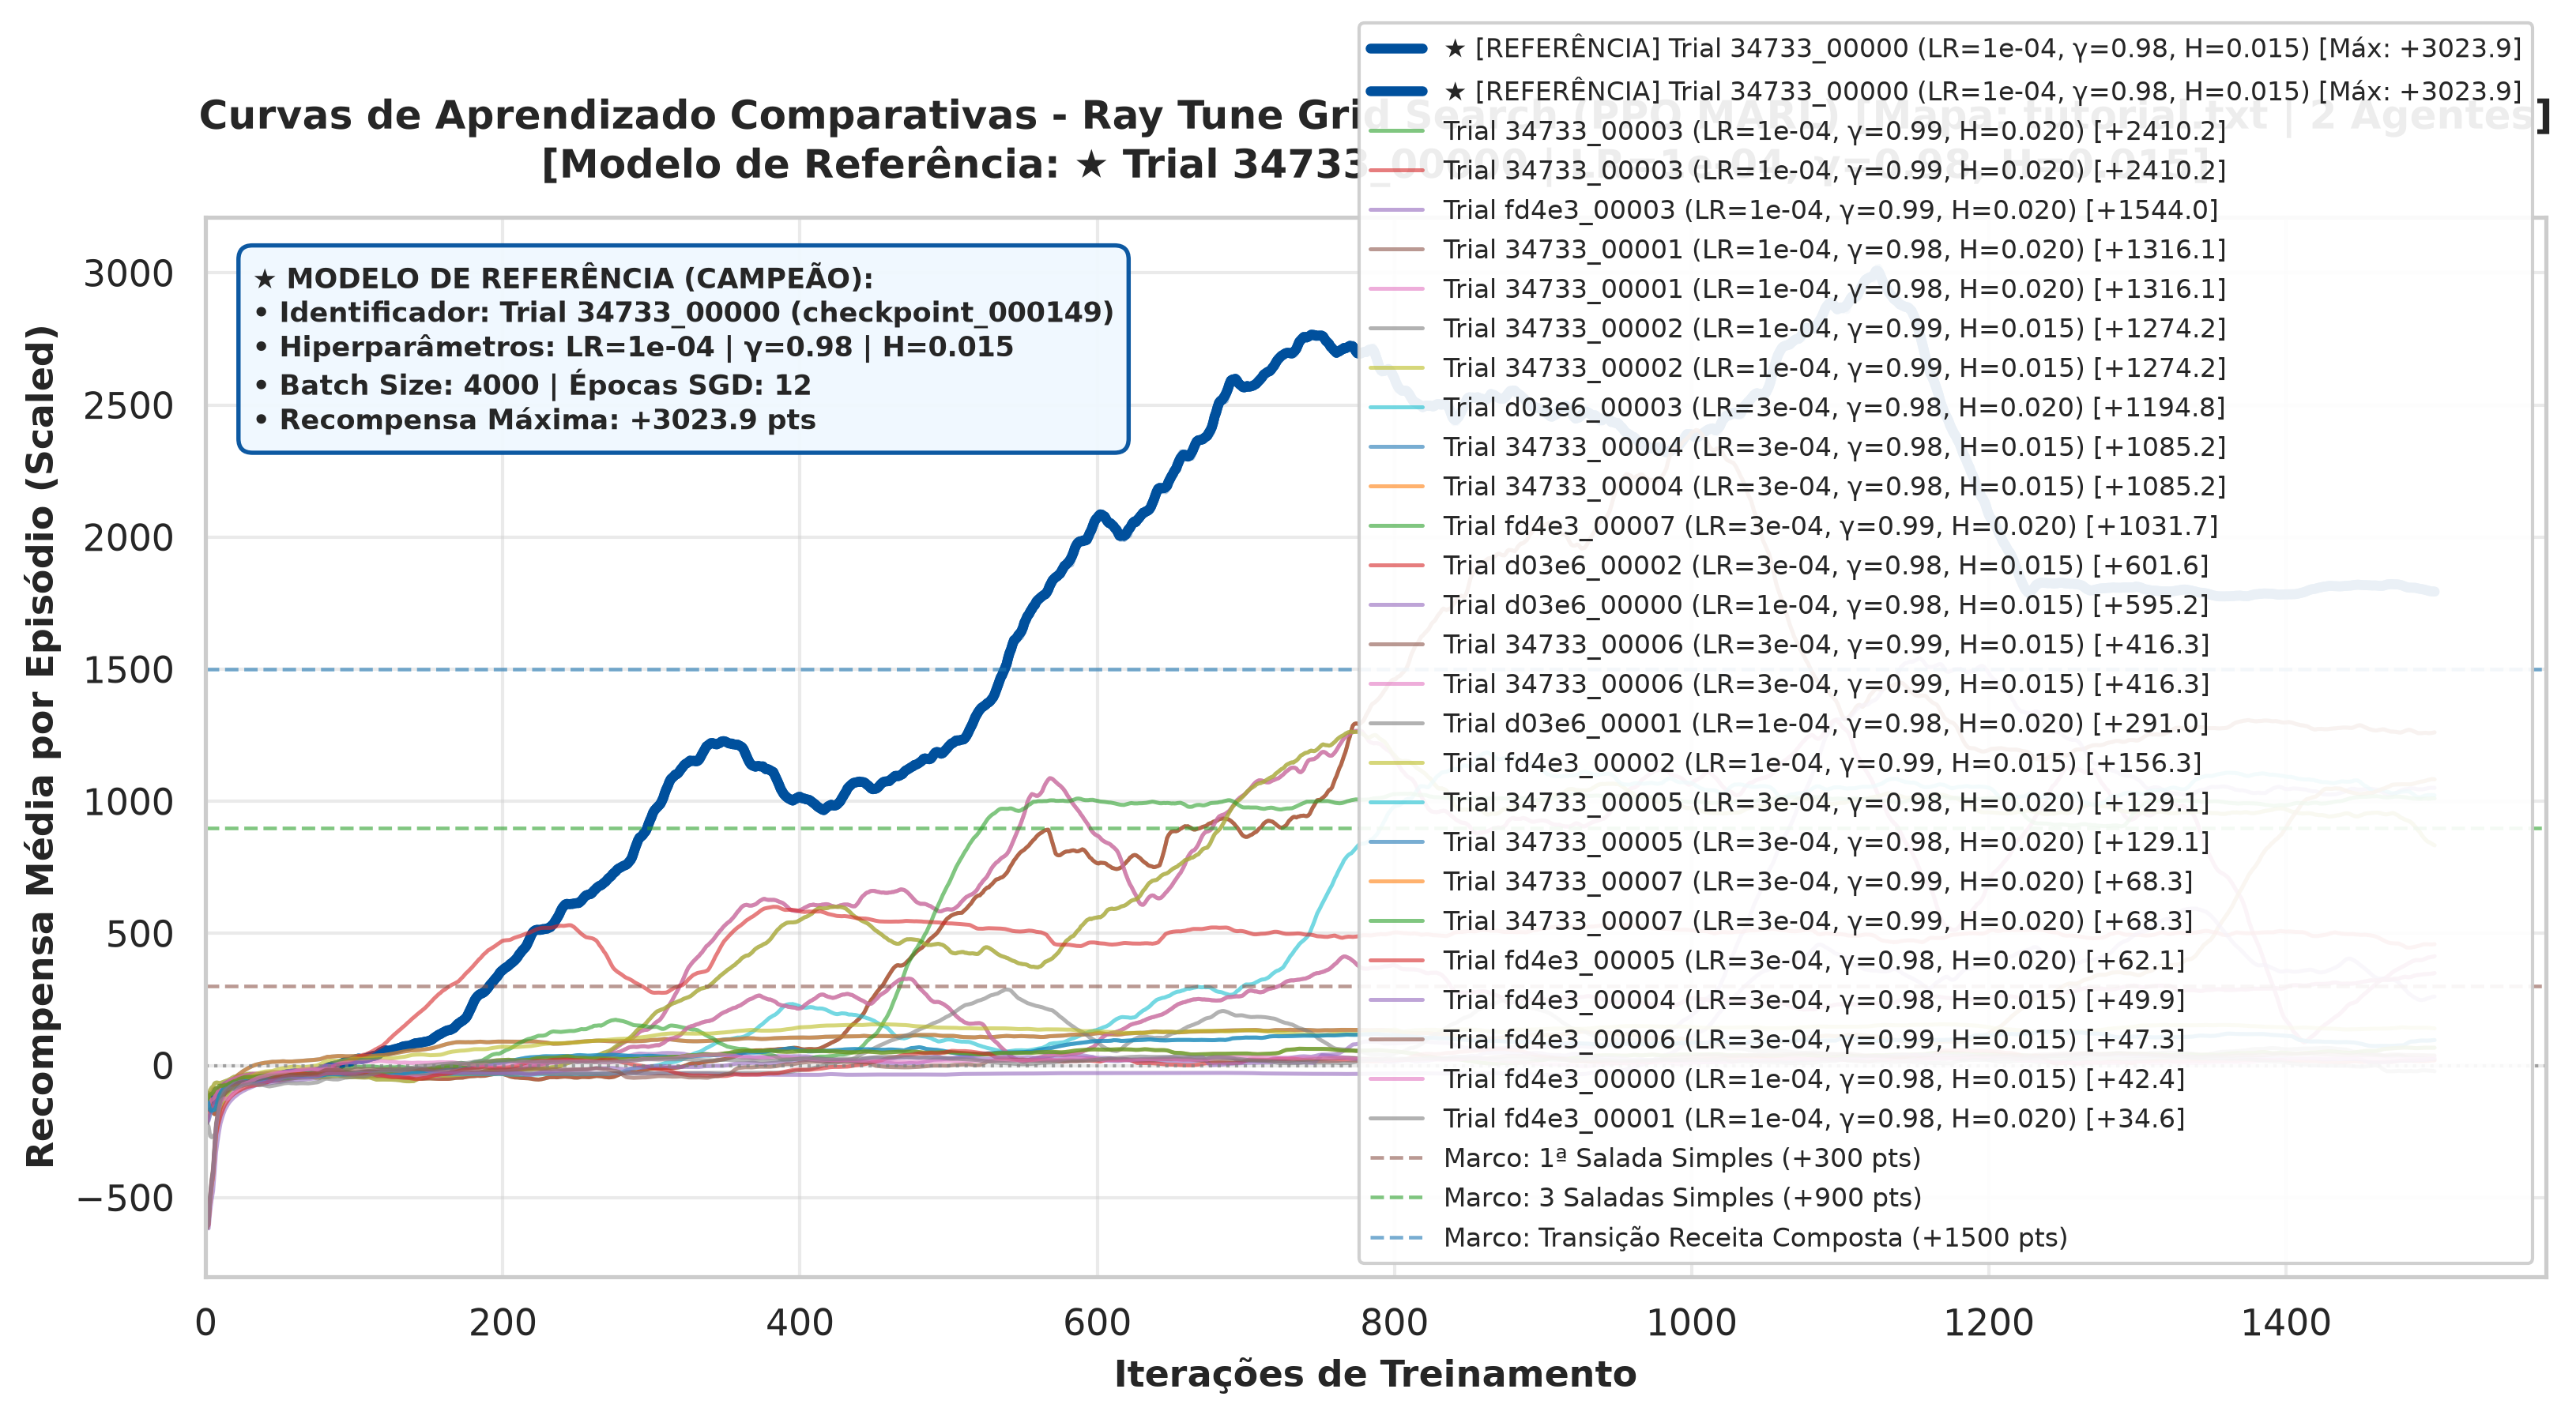 ★ [REFERÊNCIA] Trial 34733_00000 (LR=1e-04, γ=0.98, H=0.015) [Máx: +3023.9]
★ [REFERÊNCIA] Trial 34733_00000 (LR=1e-04, γ=0.98, H=0.015) [Máx: +3023.9]
Curvas de Aprendizado Comparativas - Ray Tune Grid Search (PPO MARL) [Mapa: tutorial.txt | 2 Agentes]
[Modelo de Referência: ★ Trial 34733_00000 | LR=1e-04, γ=0.98, H=0.015]
Trial 34733_00003 (LR=1e-04, γ=0.99, H=0.020) [+2410.2]
Trial 34733_00003 (LR=1e-04, γ=0.99, H=0.020) [+2410.2]
Trial fd4e3_00003 (LR=1e-04, γ=0.99, H=0.020) [+1544.0]
Trial 34733_00001 (LR=1e-04, γ=0.98, H=0.020) [+1316.1]
Trial 34733_00001 (LR=1e-04, γ=0.98, H=0.020) [+1316.1]
Trial 34733_00002 (LR=1e-04, γ=0.99, H=0.015) [+1274.2]
Trial 34733_00002 (LR=1e-04, γ=0.99, H=0.015) [+1274.2]
Trial d03e6_00003 (LR=3e-04, γ=0.98, H=0.020) [+1194.8]
Trial 34733_00004 (LR=3e-04, γ=0.98, H=0.015) [+1085.2]
Trial 34733_00004 (LR=3e-04, γ=0.98, H=0.015) [+1085.2]
Trial fd4e3_00007 (LR=3e-04, γ=0.99, H=0.020) [+1031.7]
Trial d03e6_00002 (LR=3e-04, γ=0.98, H=0.015) [+601.6]
Trial d03e6_00000 (LR=1e-04, γ=0.98, H=0.015) [+595.2]
Trial 34733_00006 (LR=3e-04, γ=0.99, H=0.015) [+416.3]
Trial 34733_00006 (LR=3e-04, γ=0.99, H=0.015) [+416.3]
Trial d03e6_00001 (LR=1e-04, γ=0.98, H=0.020) [+291.0]
Trial fd4e3_00002 (LR=1e-04, γ=0.99, H=0.015) [+156.3]
Trial 34733_00005 (LR=3e-04, γ=0.98, H=0.020) [+129.1]
Trial 34733_00005 (LR=3e-04, γ=0.98, H=0.020) [+129.1]
Trial 34733_00007 (LR=3e-04, γ=0.99, H=0.020) [+68.3]
Trial 34733_00007 (LR=3e-04, γ=0.99, H=0.020) [+68.3]
Trial fd4e3_00005 (LR=3e-04, γ=0.98, H=0.020) [+62.1]
Trial fd4e3_00004 (LR=3e-04, γ=0.98, H=0.015) [+49.9]
Trial fd4e3_00006 (LR=3e-04, γ=0.99, H=0.015) [+47.3]
Trial fd4e3_00000 (LR=1e-04, γ=0.98, H=0.015) [+42.4]
Trial fd4e3_00001 (LR=1e-04, γ=0.98, H=0.020) [+34.6]
Marco: 1ª Salada Simples (+300 pts)
Marco: 3 Saladas Simples (+900 pts)
Marco: Transição Receita Composta (+1500 pts)
★ MODELO DE REFERÊNCIA (CAMPEÃO):
• Identificador: Trial 34733_00000 (checkpoint_000149)
• Hiperparâmetros: LR=1e-04 | γ=0.98 | H=0.015
• Batch Size: 4000 | Épocas SGD: 12
• Recompensa Máxima: +3023.9 pts
Recompensa Média por Episódio (Scaled)
3000
2500
2000
1500
1000
500
0
−500
0
200
400
600
800
1000
1200
1400
Iterações de Treinamento